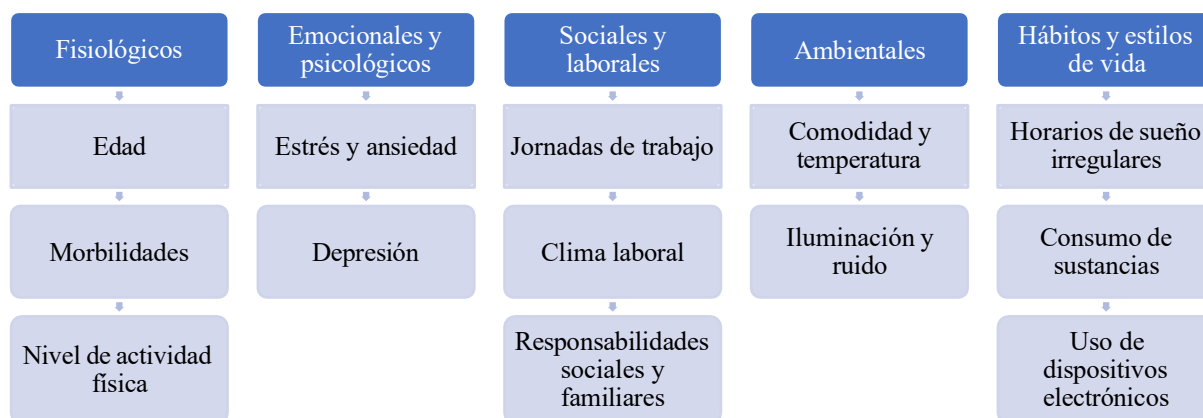 Fisiológicos
Edad
Morbilidades
Nivel de actividad
física
Emocionales y
psicológicos
Estrés y ansiedad
Depresión
Sociales y
laborales
Jornadas de trabajo
Clima laboral
Responsabilidades
sociales y
familiares
Ambientales
Comodidad y
temperatura
Iluminación y
ruido
Hábitos y estilos
de vida
Horarios de sueño
irregulares
Consumo de
sustancias
Uso de
dispositivos
electrónicos